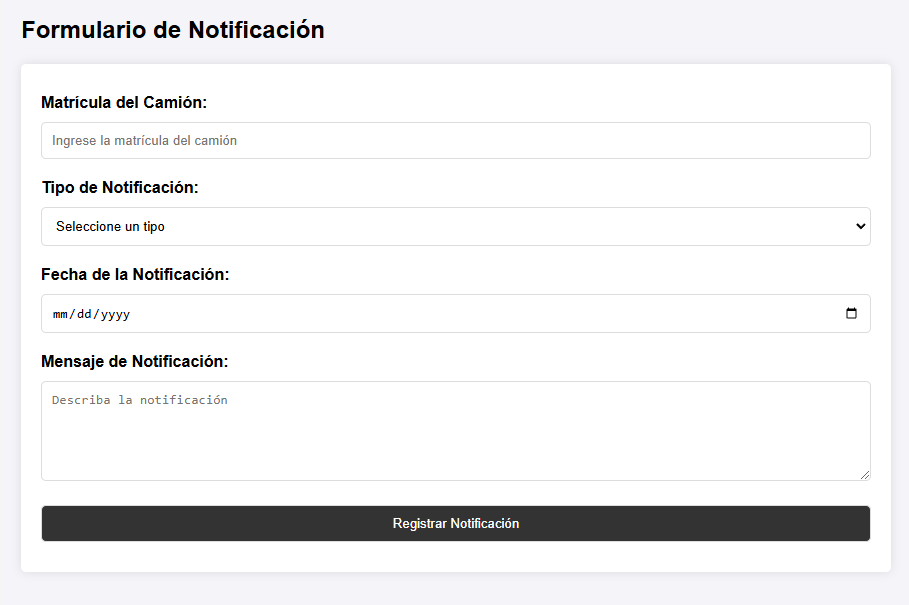 Formulario de Notificación
Matrícula del Camión:
Ingrese la matrícula del camión
Tipo de Notificación:
Seleccione un tipo
Fecha de la Notificación:
mm/dd/yyyy
Mensaje de Notificación:
Describa la notificación
Registrar Notificación